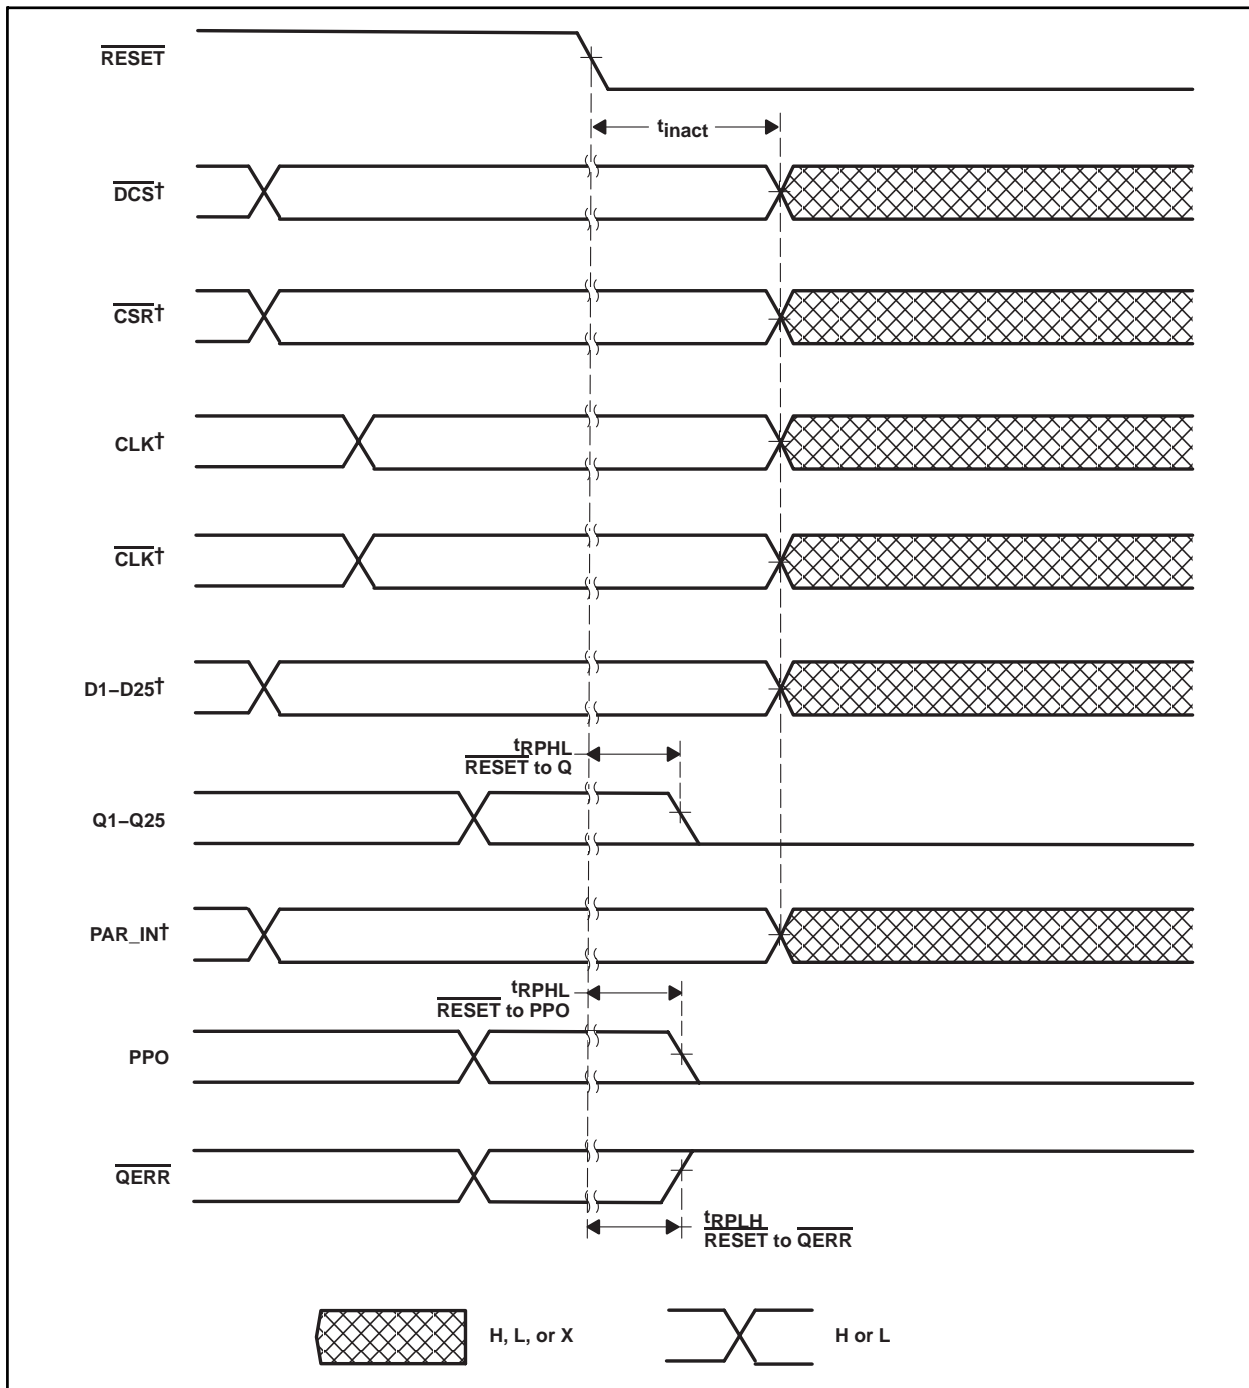 RESET
tinact
DCS†
CSR†
CLK†
CLK†
D1–D25†
tRPHL
RESET to Q
Q1–Q25
PAR_IN†
tRPHL
RESET to PPO
PPO
QERR
tRPLH
RESET to QERR
H, L, or X
H or L